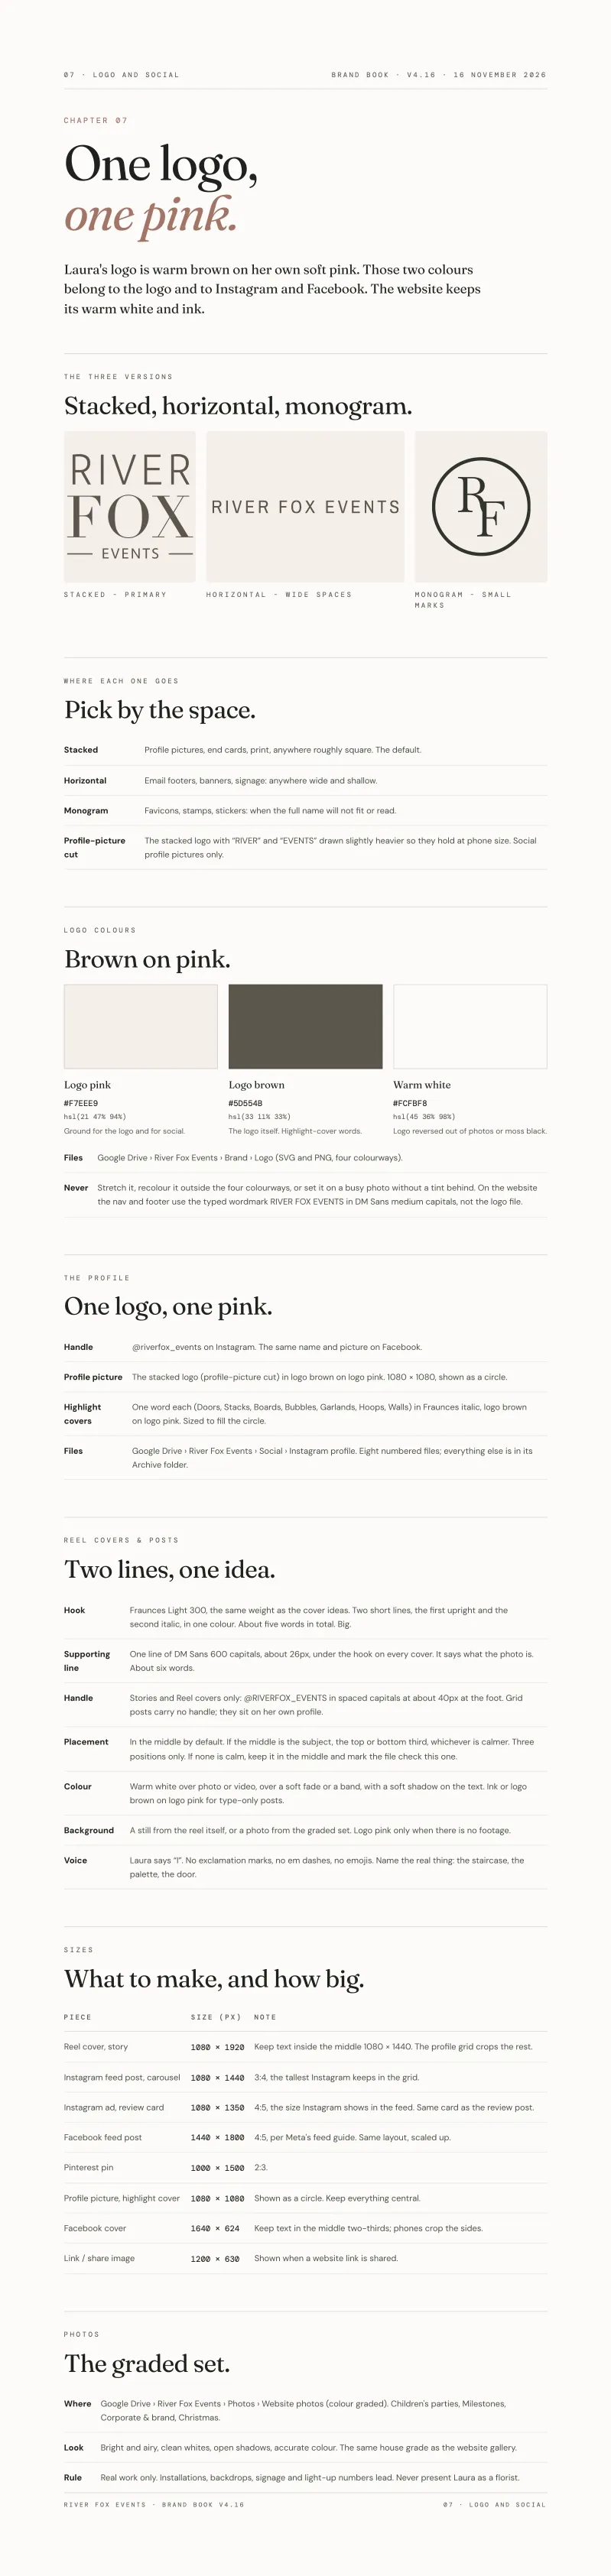 07 · LOGO AND SOCIAL
BRAND BOOK · V4.16 · 16 NOVEMBER 2026
CHAPTER 07
One logo,
one pink.
Laura's logo is warm brown on her own soft pink. Those two colours
belong to the logo and to Instagram and Facebook. The website keeps
its warm white and ink.
THE THREE VERSIONS
Stacked, horizontal, monogram.
RIVER
FOX
EVENTS
RIVER FOX EVENTS
RF
STACKED - PRIMARY
HORIZONTAL - WIDE SPACES
MONOGRAM - SMALL
MARKS
WHERE EACH ONE GOES
Pick by the space.
Stacked Profile pictures, end cards, print, anywhere roughly square. The default.
Horizontal Email footers, banners, signage: anywhere wide and shallow.
Monogram Favicons, stamps, stickers: when the full name will not fit or read.
Profile-picture The stacked logo with "RIVER" and "EVENTS" drawn slightly heavier so they hold at phone size. Social
cut profile pictures only.
LOGO COLOURS
Brown on pink.
Logo pink
#F7EEE9
hsl(21 47% 94%)
Ground for the logo and for social.
Logo brown
#5D554B
hsl(33 11% 33%)
The logo itself. Highlight-cover words.
Warm white
#FCFBF8
hsl(45 36% 98%)
Logo reversed out of photos or moss black.
Files Google Drive › River Fox Events › Brand › Logo (SVG and PNG, four colourways).
Never Stretch it, recolour it outside the four colourways, or set it on a busy photo without a tint behind. On the website
the nav and footer use the typed wordmark RIVER FOX EVENTS in DM Sans medium capitals, not the logo file.
THE PROFILE
One logo, one pink.
Handle @riverfox_events on Instagram. The same name and picture on Facebook.
Profile picture The stacked logo (profile-picture cut) in logo brown on logo pink. 1080 × 1080, shown as a circle.
Highlight One word each (Doors, Stacks, Boards, Bubbles, Garlands, Hoops, Walls) in Fraunces italic, logo brown
covers on logo pink. Sized to fill the circle.
Files Google Drive › River Fox Events › Social › Instagram profile. Eight numbered files; everything else is in its
Archive folder.
REEL COVERS & POSTS
Two lines, one idea.
Hook Fraunces Light 300, the same weight as the cover ideas. Two short lines, the first upright and the
second italic, in one colour. About five words in total. Big.
Supporting One line of DM Sans 600 capitals, about 26px, under the hook on every cover. It says what the photo is.
line About six words.
Handle Stories and Reel covers only: @RIVERFOX_EVENTS in spaced capitals at about 40px at the foot. Grid
posts carry no handle; they sit on her own profile.
Placement In the middle by default. If the middle is the subject, the top or bottom third, whichever is calmer. Three
positions only. If none is calm, keep it in the middle and mark the file check this one.
Colour Warm white over photo or video, over a soft fade or a band, with a soft shadow on the text. Ink or logo
brown on logo pink for type-only posts.
Background A still from the reel itself, or a photo from the graded set. Logo pink only when there is no footage.
Voice Laura says "I". No exclamation marks, no em dashes, no emojis. Name the real thing: the staircase, the
palette, the door.
SIZES
What to make, and how big.
PIECE SIZE (PX) NOTE
Reel cover, story 1080 × 1920 Keep text inside the middle 1080 × 1440. The profile grid crops the rest.
Instagram feed post, carousel 1080 × 1440 3:4, the tallest Instagram keeps in the grid.
Instagram ad, review card 1080 × 1350 4:5, the size Instagram shows in the feed. Same card as the review post.
Facebook feed post 1440 × 1800 4:5, per Meta's feed guide. Same layout, scaled up.
Pinterest pin 1000 × 1500 2:3.
Profile picture, highlight cover 1080 × 1080 Shown as a circle. Keep everything central.
Facebook cover 1640 × 624 Keep text in the middle two-thirds; phones crop the sides.
Link / share image 1200 × 630 Shown when a website link is shared.
PHOTOS
The graded set.
Where Google Drive › River Fox Events › Photos › Website photos (colour graded). Children's parties, Milestones,
Corporate & brand, Christmas.
Look Bright and airy, clean whites, open shadows, accurate colour. The same house grade as the website gallery.
Rule Real work only. Installations, backdrops, signage and light-up numbers lead. Never present Laura as a florist.
RIVER FOX EVENTS · BRAND BOOK V4.16
07 · LOGO AND SOCIAL